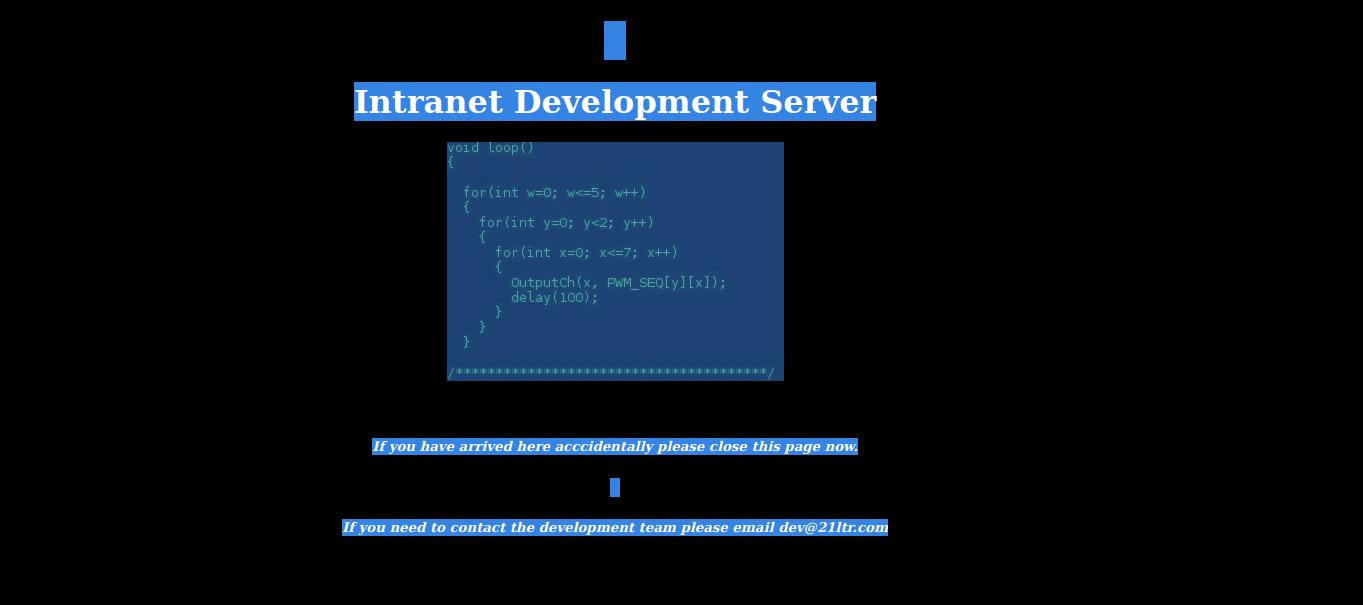 Intranet Development Server
void loop()
{
for(int w=0; w<=5; w++)
{
for(int y=0; y<2; y++)
{
for(int x=0; x<=7; x++)
{
OutputCh(x, PWM_SEQ[y][x]);
delay(100);
}
}
}
/***************************************/
If you have arrived here acccidentally please close this page now.
If you need to contact the development team please email dev@21ltr.com